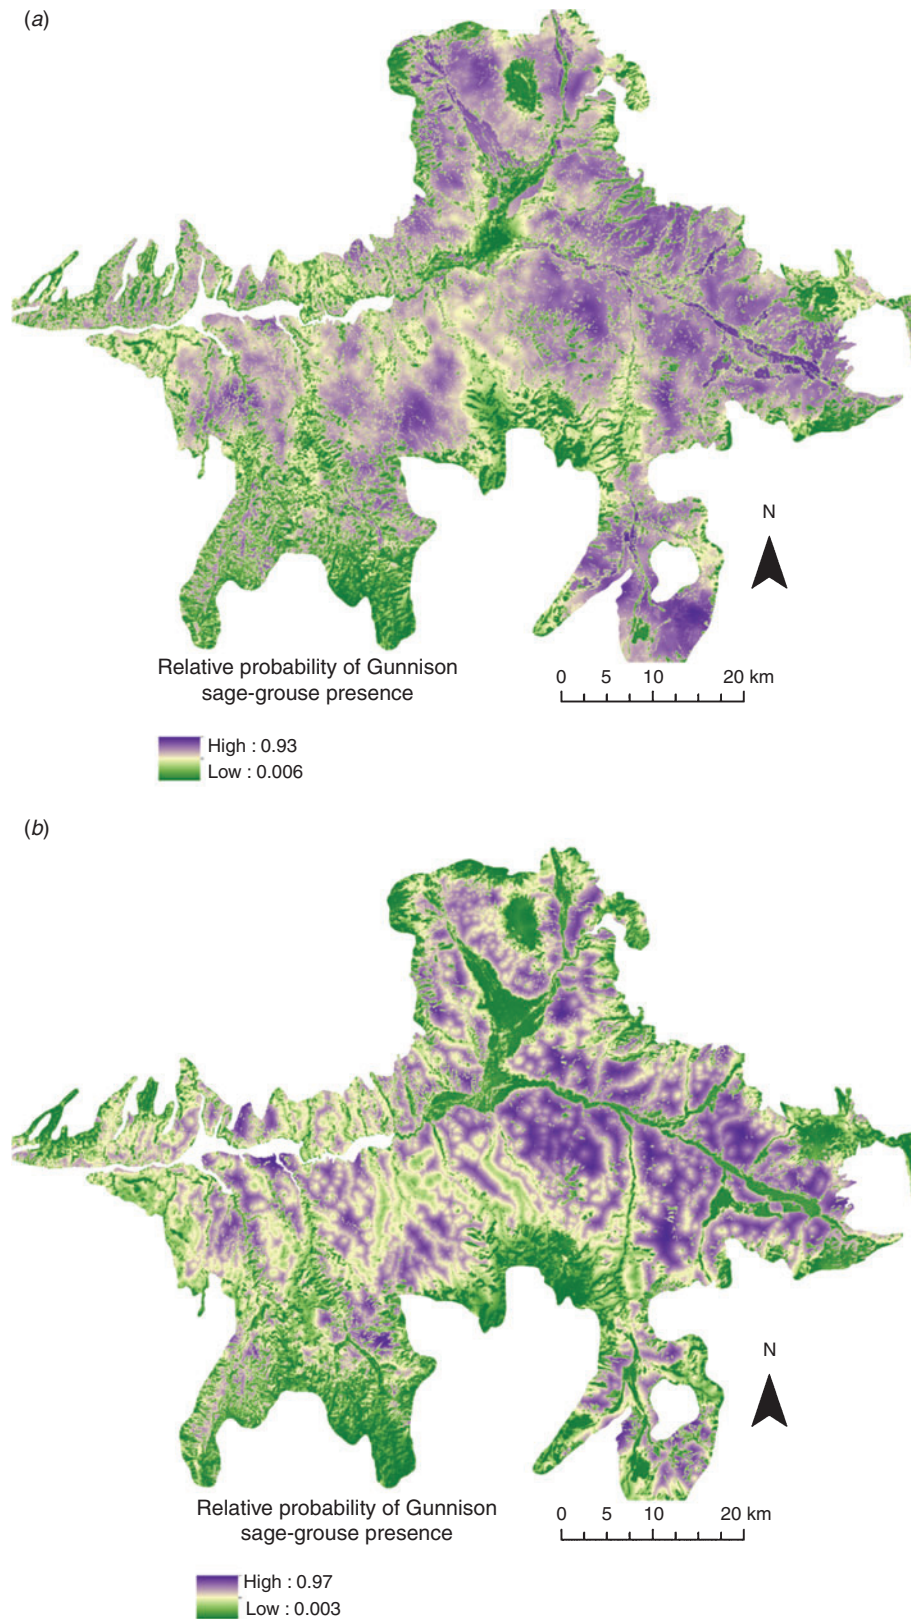 (a)
N
Relative probability of Gunnison
sage-grouse presence
0 5 10 20 km
High : 0.93
Low : 0.006
(b)
N
Relative probability of Gunnison
sage-grouse presence
0 5 10 20 km
High : 0.97
Low : 0.003